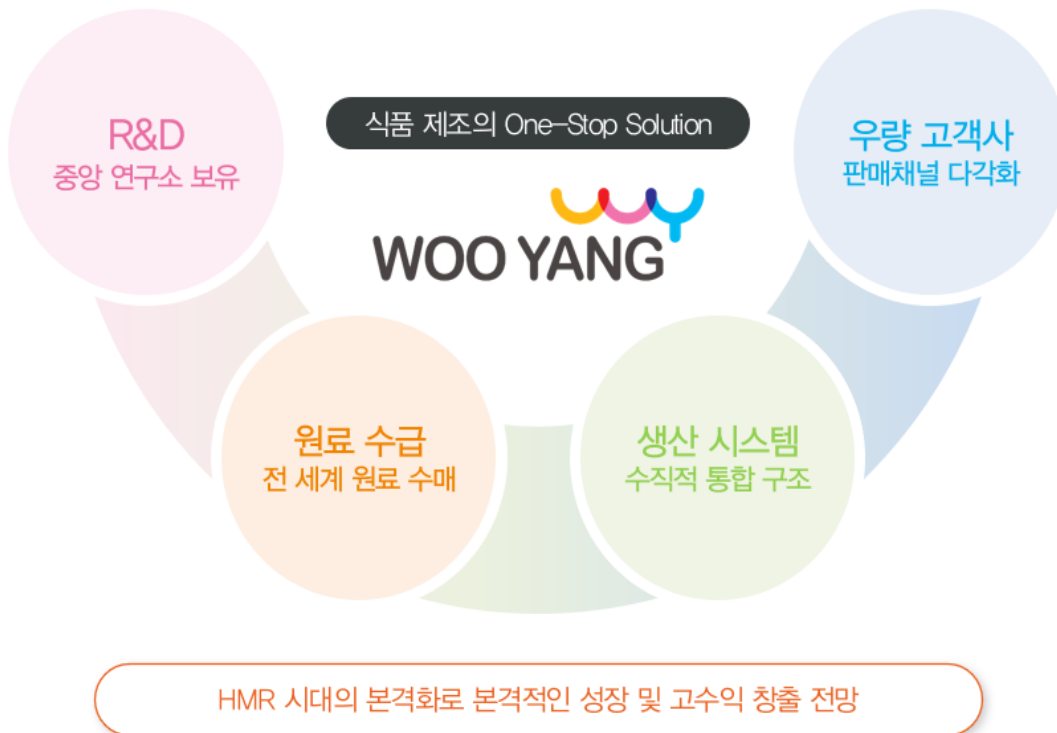 식품 제조의 One-Stop Solution
WOO YANG
R&D
중앙 연구소 보유
원료 수급
전 세계 원료 수매
생산 시스템
수직적 통합 구조
우량 고객사
판매채널 다각화
HMR 시대의 본격화로 본격적인 성장 및 고수익 창출 전망